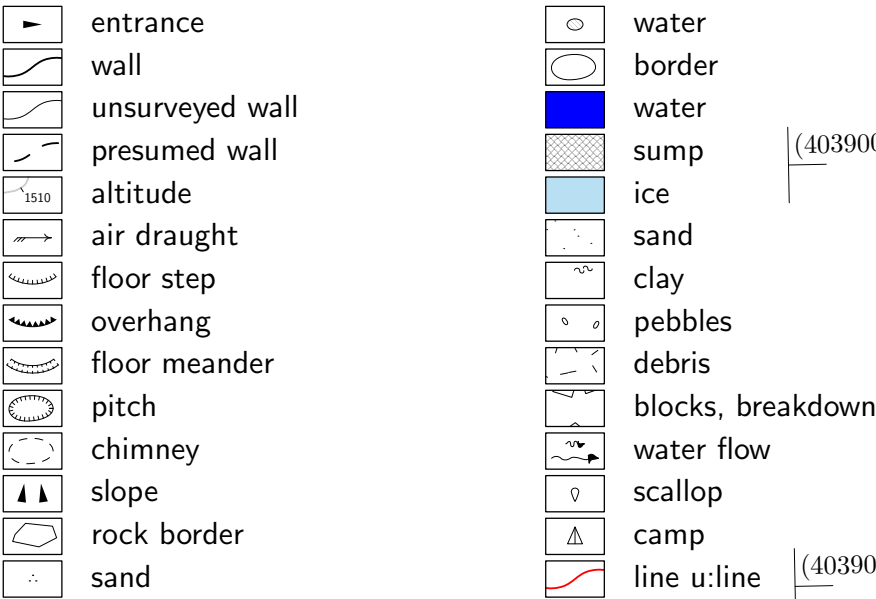 entrance
wall
unsurveyed wall
presumed wall
1510 altitude
air draught
floor step
overhang
floor meander
pitch
chimney
slope
rock border
sand
water
border
water
sump
(403900
ice
sand
clay
pebbles
debris
blocks, breakdown
water flow
scallop
camp
line u:line
(40390